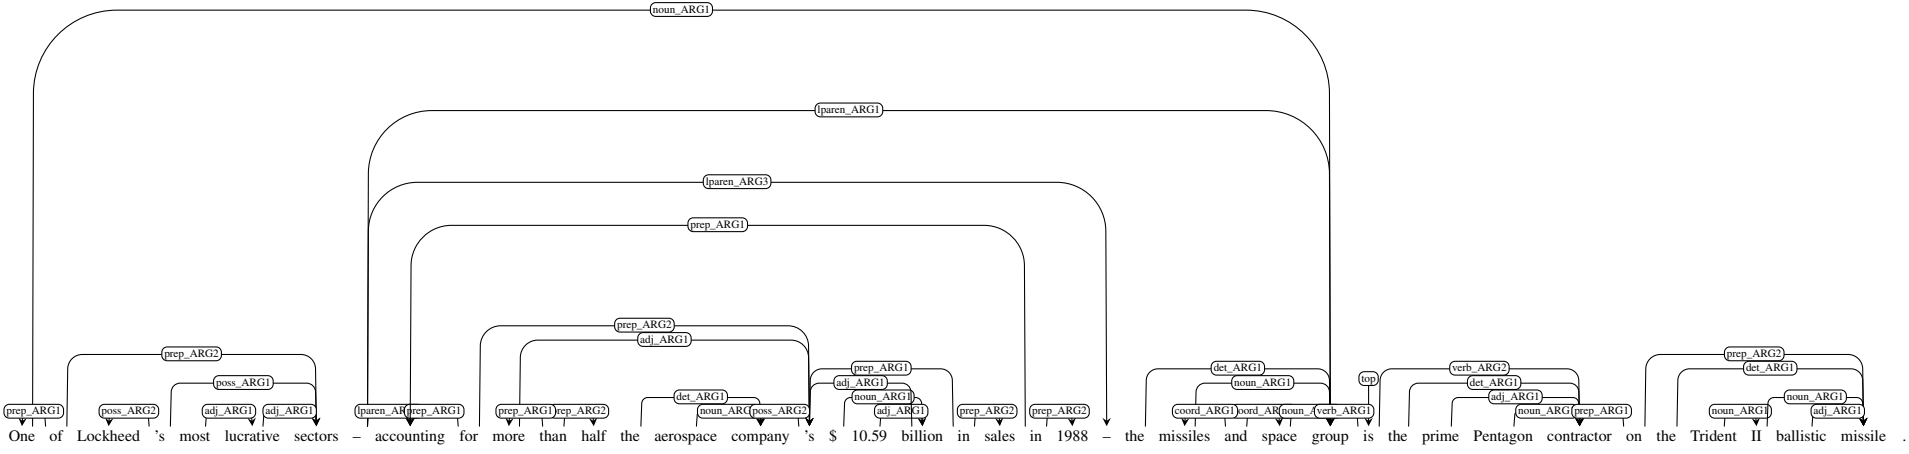 noun_ARG1
lparen_ARG1
lparen_ARG3
prep_ARG1
prep_ARG2
adj_ARG1
prep_ARG2 prep_ARG2
prep_ARG1 det_ARG1 verb_ARG2 det_ARG1
top
poss_ARG1 adj_ARG1 noun_ARG1 det_ARG1
det_ARG1 noun_ARG1 adj_ARG1 noun_ARG1
prep_ARG1 poss_ARG2 adj_ARG1 adj_ARG1 prep_ARG1 prep_ARG1 poss_ARG2 adj_ARG1 prep_ARG2 prep_ARG2 coord_ARG1 verb_ARG1 prep_ARG1 noun_ARG1 adj_ARG1
One of Lockheed 's most lucrative sectors – accounting for more than half the aerospace company 's $ 10.59 billion in sales in 1988 – the missiles and space group is the prime Pentagon contractor on the Trident II ballistic missile .